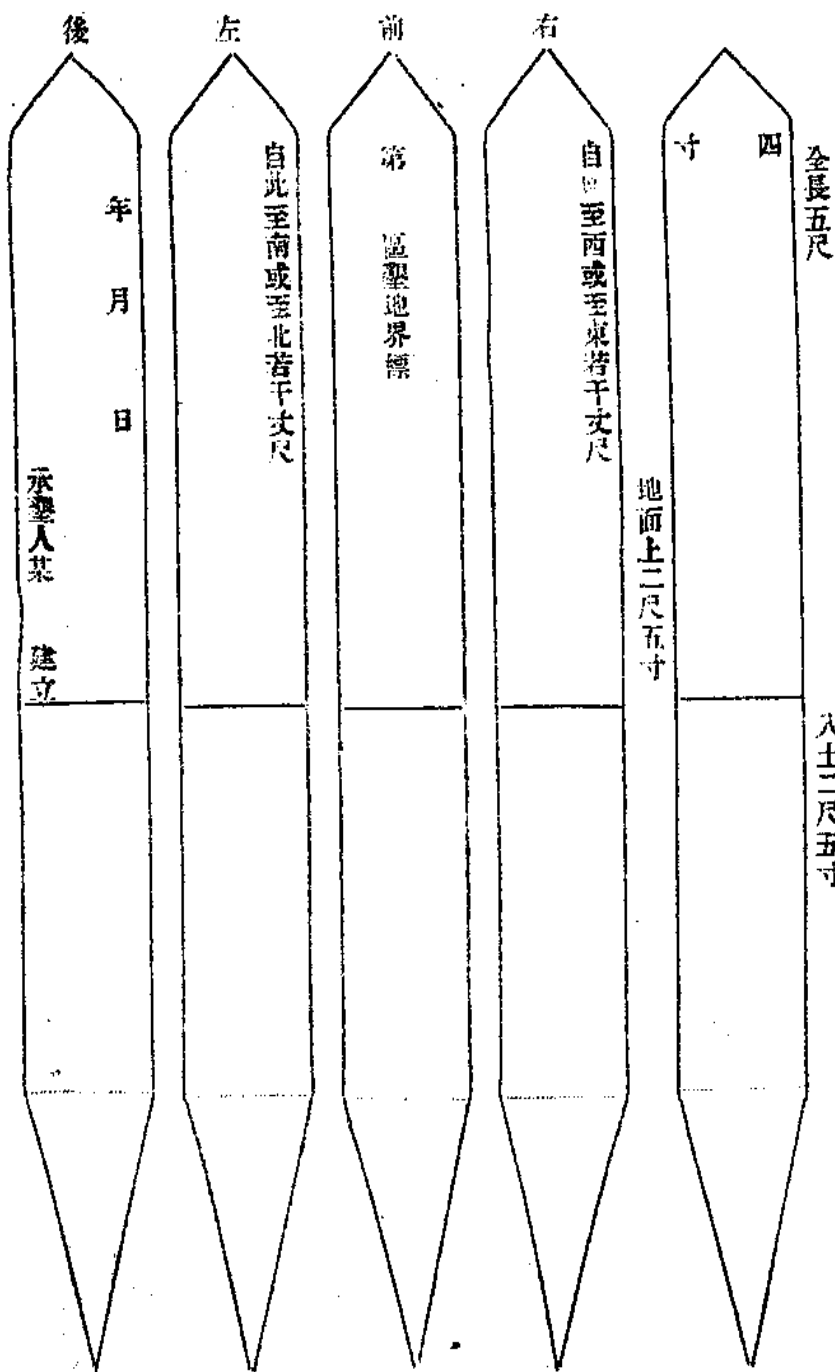 全長五尺
四寸
入土二尺五寸
地面上二尺五寸
右
自 至西或至東若干丈尺
前
第 區墾地界標
左
自此至南或至北若干丈尺
後
年 月 日
承墾人某 建立